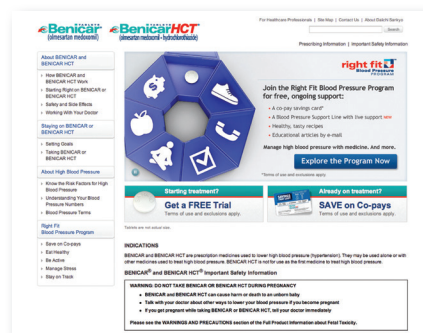 For Healthcare Professionals | Site Map | Contact Us | About Daiichi Sankyo
Benicar®
(olmesartan medoxomil)
Benicar HCT®
(olmesartan medoxomil - hydrochlorothiazide)
Search
Prescribing Information | Important Safety Information
About BENICAR and
BENICAR HCT
How BENICAR and
BENICAR HCT Work
Starting Right on BENICAR or
BENICAR HCT
Safety and Side Effects
Working With Your Doctor
Staying on BENICAR or
BENICAR HCT
Setting Goals
Taking BENICAR or
BENICAR HCT
About High Blood Pressure
Know the Risk Factors for High
Blood Pressure
Understanding Your Blood
Pressure Numbers
Blood Pressure Terms
Right Fit
Blood Pressure Program
Save on Co-pays
Eat Healthy
Be Active
Manage Stress
Stay on Track
right fit
Blood Pressure
PROGRAM
Join the Right Fit Blood Pressure Program
for free, ongoing support:
• A co-pay savings card*
• A Blood Pressure Support Line with live support new
• Healthy, tasty recipes
• Educational articles by e-mail
Manage high blood pressure with medicine. And more.
Explore the Program Now
*Terms of use and exclusions apply.
Starting treatment?
Get a FREE Trial
Terms of use and exclusions apply.
Already on treatment?
SAVE on Co-pays
Terms of use and exclusions apply.
Tablets are not actual size.
INDICATIONS
BENICAR and BENICAR HCT are prescription medicines used to lower high blood pressure (hypertension). They may be used alone or with
other medicines used to treat high blood pressure. BENICAR HCT is not for use as the first medicine to treat high blood pressure.
BENICAR® and BENICAR HCT® Important Safety Information
WARNING: DO NOT TAKE BENICAR OR BENICAR HCT DURING PREGNANCY
• BENICAR and BENICAR HCT can cause harm or death to an unborn baby
• Talk with your doctor about other ways to lower your blood pressure if you plan to become pregnant
• If you get pregnant while taking BENICAR or BENICAR HCT, tell your doctor immediately
Please see the WARNINGS AND PRECAUTIONS section of the Full Product Information about Fetal Toxicity.